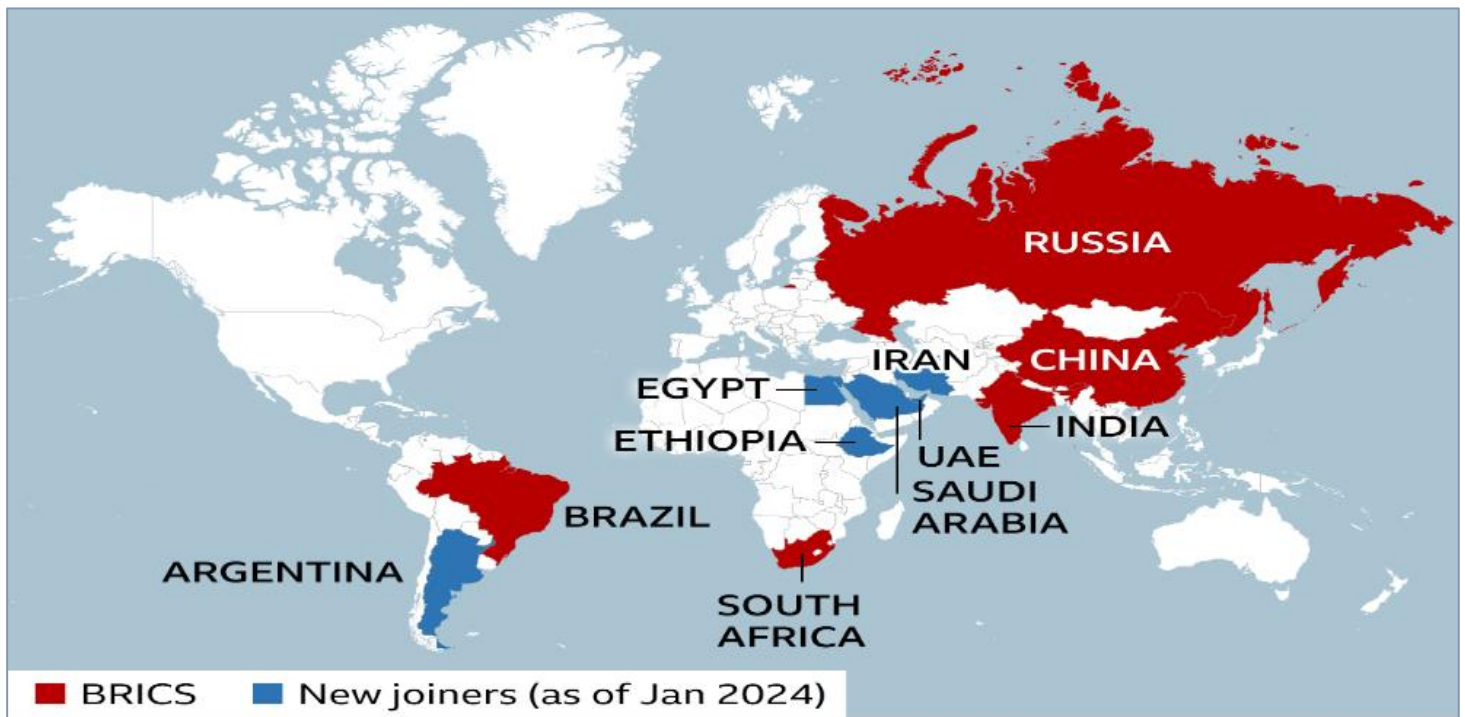 RUSSIA
IRAN
CHINA
EGYPT
INDIA
ETHIOPIA
UAE
SAUDI
ARABIA
BRAZIL
ARGENTINA
SOUTH
AFRICA
BRICS
New joiners (as of Jan 2024)